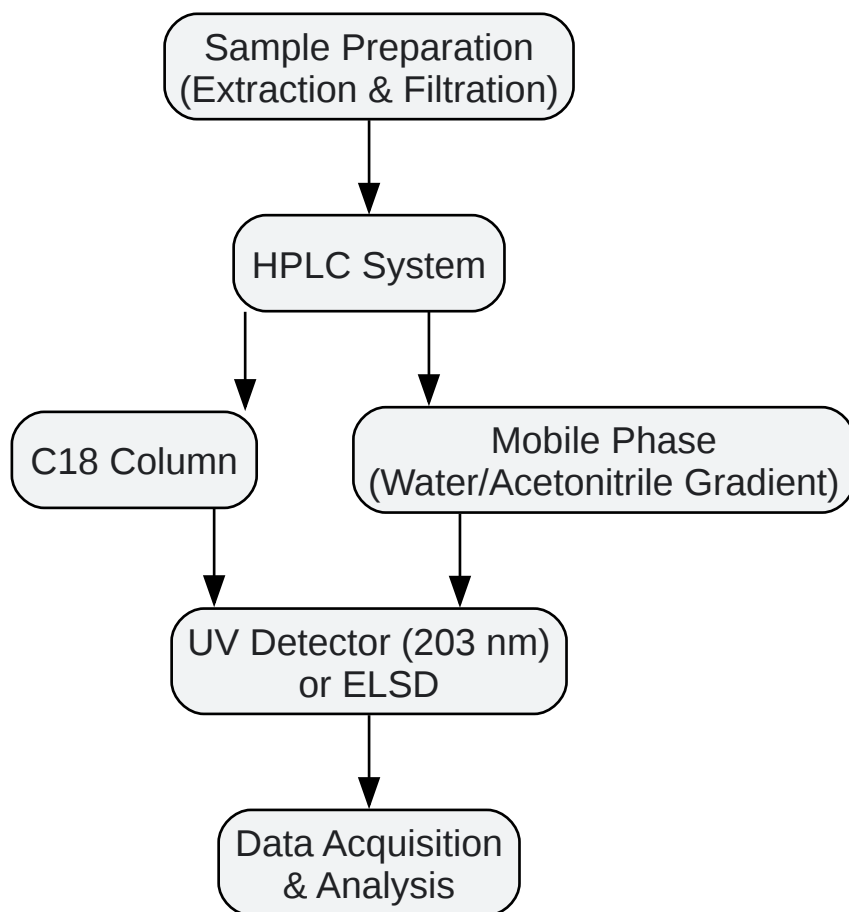 Sample Preparation
(Extraction & Filtration)
HPLC System
C18 Column
Mobile Phase
(Water/Acetonitrile Gradient)
UV Detector (203 nm)
or ELSD
Data Acquisition
& Analysis